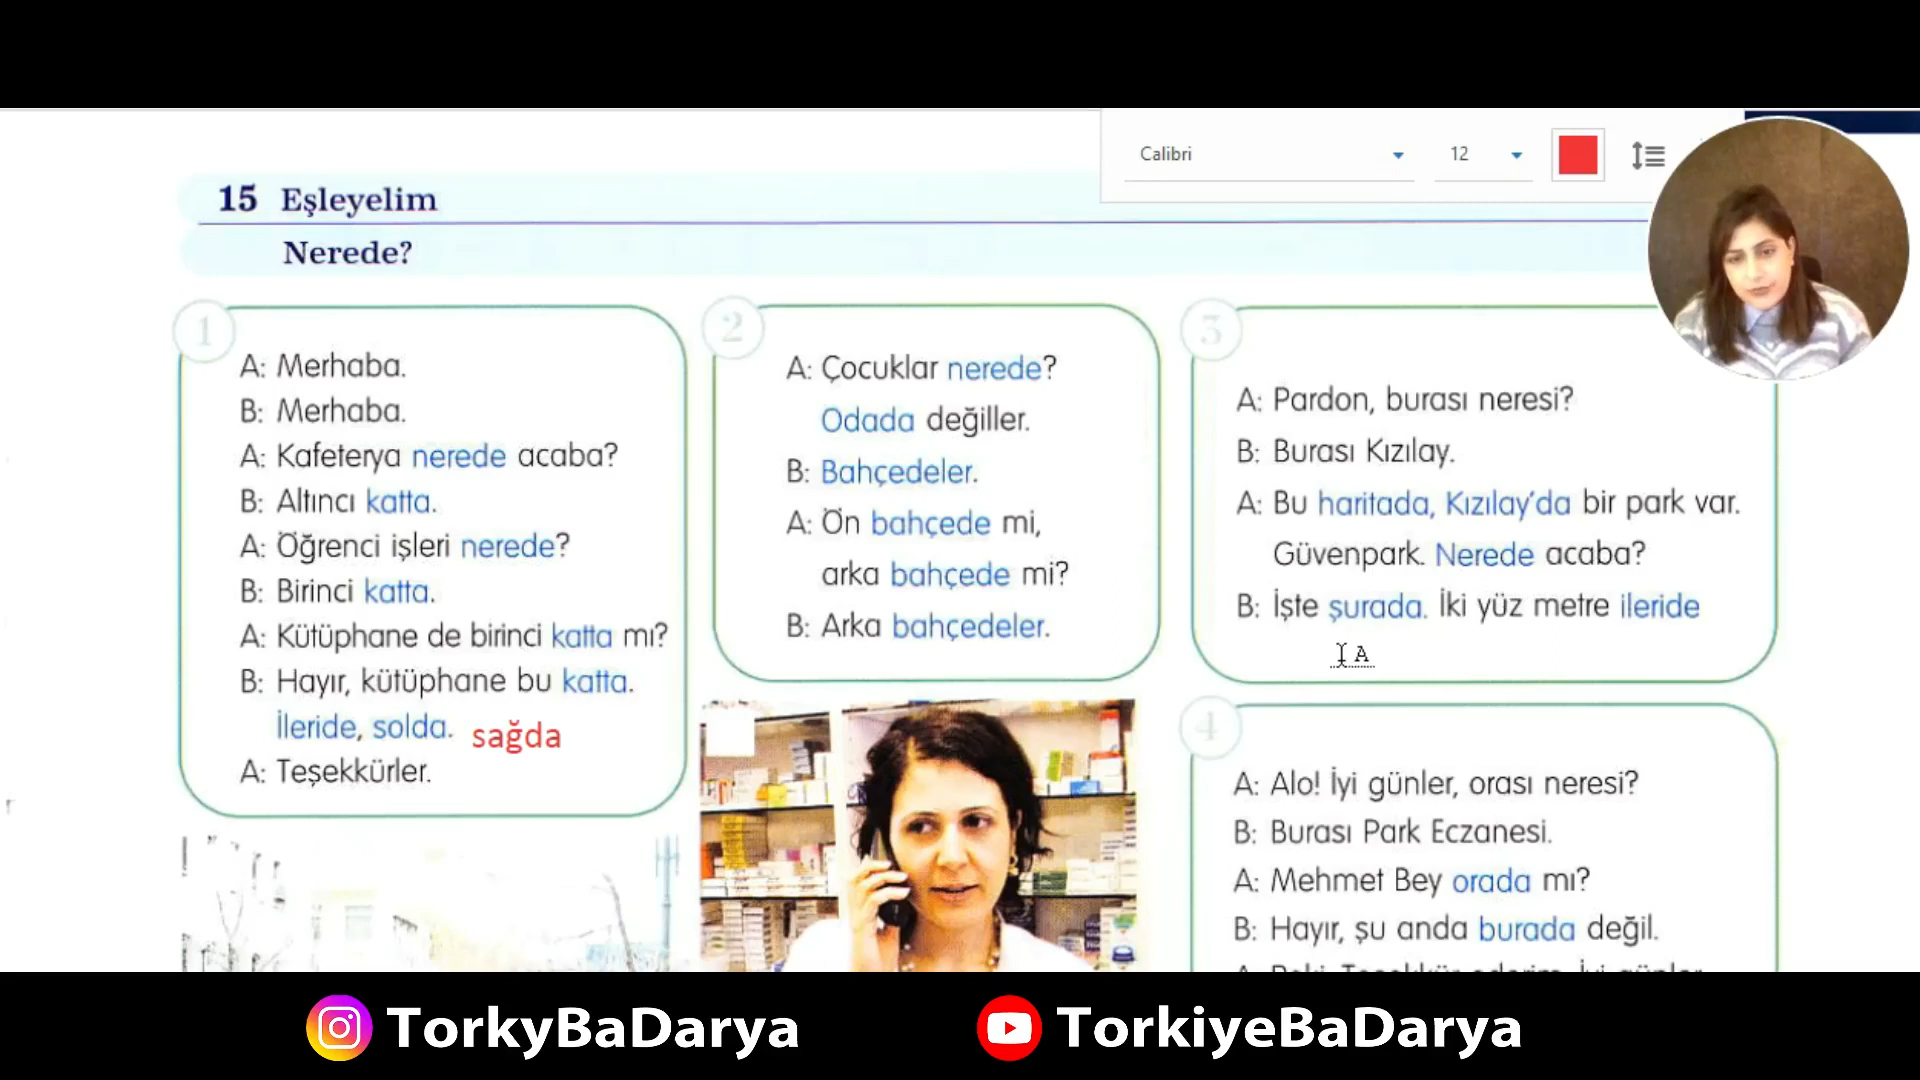 Calibri
12
15 Eşleyelim
Nerede?
1
A: Merhaba.
B: Merhaba.
A: Kafeterya nerede acaba?
B: Altıncı katta.
A: Öğrenci işleri nerede?
B: Birinci katta.
A: Kütüphane de birinci katta mı?
B: Hayır, kütüphane bu katta.
İleride, solda. sağda
A: Teşekkürler.
2
A: Çocuklar nerede?
Odada değiller.
B: Bahçedeler.
A: Ön bahçede mi,
arka bahçede mi?
B: Arka bahçedeler.
3
A: Pardon, burası neresi?
B: Burası Kızılay.
A: Bu haritada, Kızılay'da bir park var.
Güvenpark. Nerede acaba?
B: İşte şurada. İki yüz metre ileride
A
4
A: Alo! İyi günler, orası neresi?
B: Burası Park Eczanesi.
A: Mehmet Bey orada mı?
B: Hayır, şu anda burada değil.
TorkyBaDarya
TorkiyeBaDarya